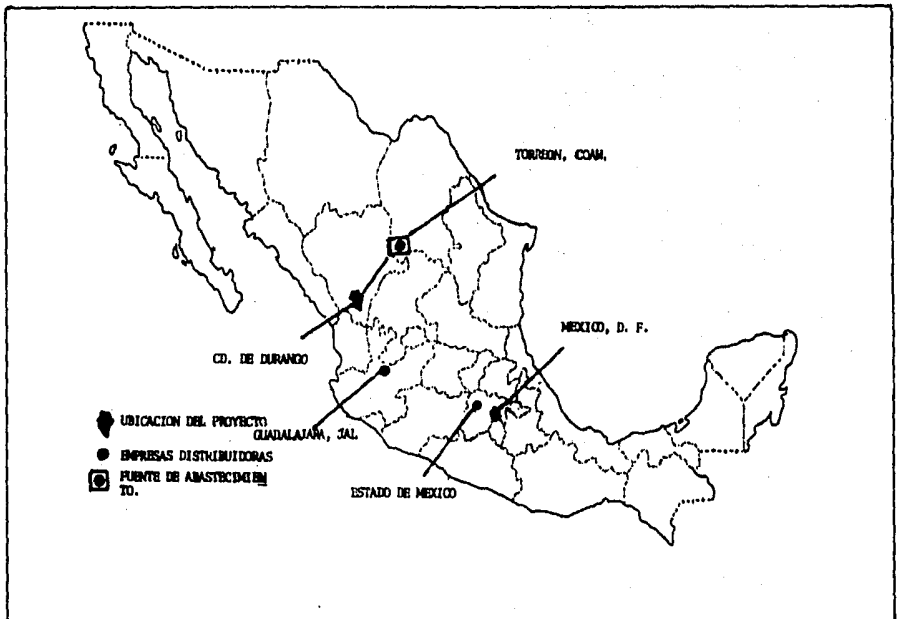 TORREON, COAH.
MEXICO, D. F.
CD. DE DURANGO
UBICACION DEL PROYECTO
GUADALAJARA, JAL.
EMPRESAS DISTRIBUIDORAS
FUENTE DE ABASTECIMIEN
TO.
ESTADO DE MEXICO